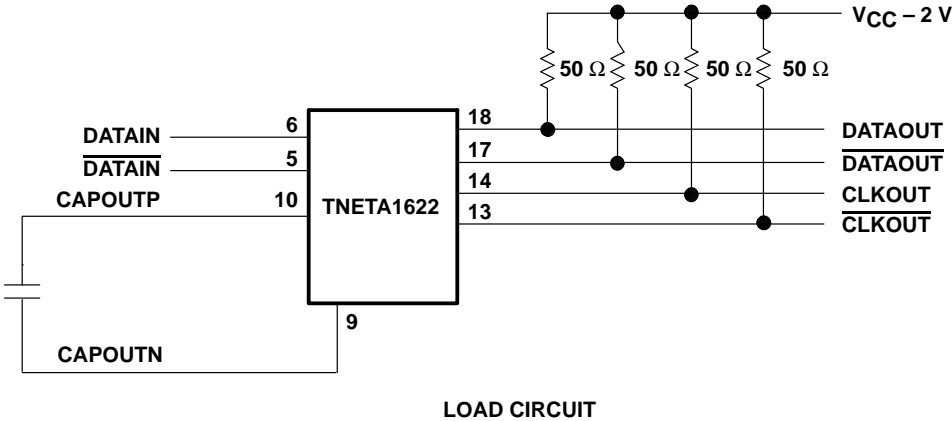 VCC – 2 V
50 Ω 50 Ω 50 Ω 50 Ω
DATAIN 6
DATAIN 5
CAPOUTP 10
TNETA1622
18 DATAOUT
17 DATAOUT
14 CLKOUT
13 CLKOUT
9
CAPOUTN
LOAD CIRCUIT